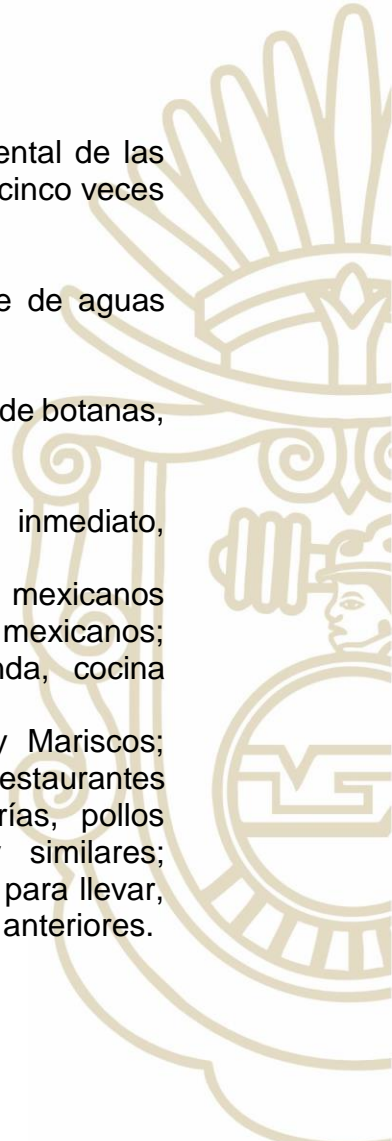 ental de las
cinco veces
e de aguas
de botanas,
inmediato,
mexicanos
mexicanos;
nda, cocina
y Mariscos;
estaurantes
rías, pollos
similares;
para llevar,
anteriores.